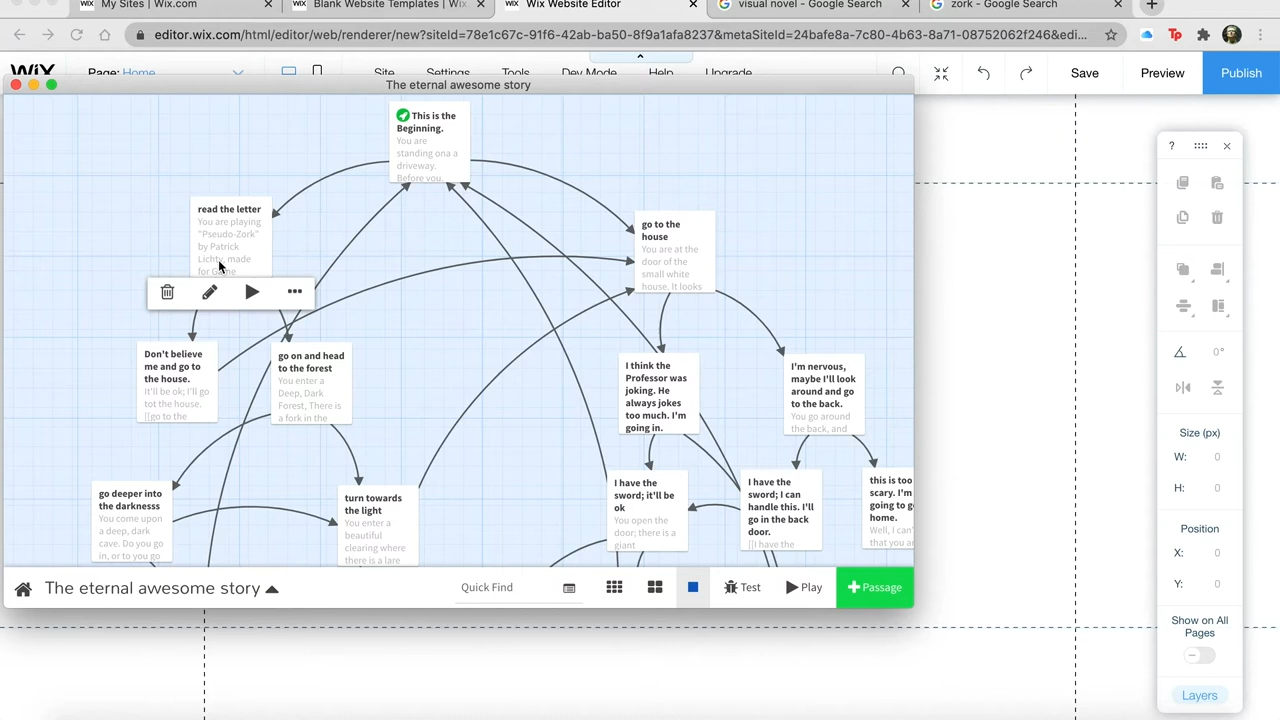 My Sites | Wix.com
Blank Website Templates | Wix
Wix Website Editor
visual novel - Google Search
zork - Google Search
editor.wix.com/html/editor/web/renderer/new?siteId=78e1c67c-91f6-42ab-ba50-8f9a1afa8237&metaSiteId=24bafe8a-7c80-4b63-8a71-08752062f246&edi...
WIX
Page: Home
Site
Settings
Tools
Dev Mode
Help
Upgrade
Save
Preview
Publish
The eternal awesome story
This is the
Beginning.
You are
standing ona a
driveway.
Before you.
read the letter
You are playing
"Pseudo-Zork"
by Patrick
Lichty, made
for Game
go to the
house
You are at the
door of the
small white
house. It looks
Don't believe
me and go to
the house.
It'll be ok; I'll go
tot the house.
[[go to the
go on and head
to the forest
You enter a
Deep, Dark
Forest, There is
a fork in the
I think the
Professor was
joking. He
always jokes
too much. I'm
going in.
I'm nervous,
maybe I'll look
around and go
to the back.
You go around
the back, and
go deeper into
the darknesss
You come upon
a deep, dark
cave. Do you go
in, or to you go
turn towards
the light
You enter a
beautiful
clearing where
there is a lare
I have the
sword; it'll be
ok
You open the
door; there is a
giant
I have the
sword; I can
handle this. I'll
go in the back
door.
[[I have the
this is too
scary. I'm
going to g
home.
Well, I can'
that you ar
The eternal awesome story
Quick Find
Test
Play
+Passage
?
0°
Size (px)
W: 0
H: 0
Position
X: 0
Y: 0
Show on All
Pages
Layers